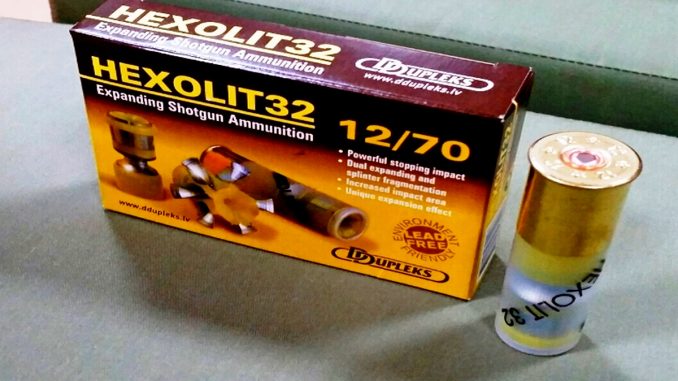 HEXOLIT32
Expanding Shotgun Ammunition
DDUPLEKS
www.ddupleks.lv
HEXOLIT32
Expanding Shotgun Ammunition
12/70
• Powerful stopping impact
• Dual expanding and
splinter fragmentation
• Increased impact area
• Unique expansion effect
www.ddupleks.lv
ENVIRONMENT
LEAD
FREE
FRIENDLY
DDUPLEKS
12
12
HEXOLIT 32